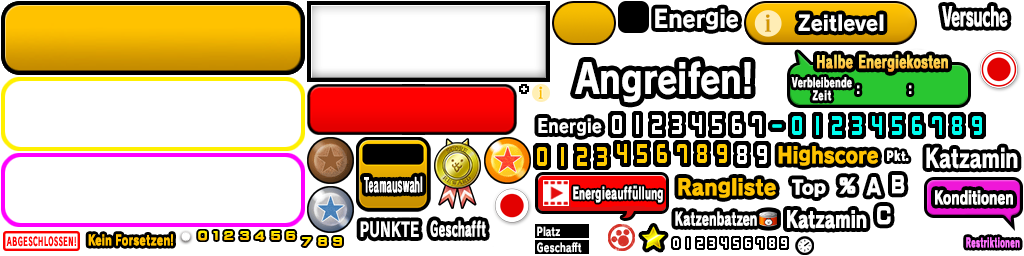 Energie
i Zeitlevel
Versuche
Angreifen!
Halbe Energiekosten
Verbleibende
Zeit : :
i
Energie 01234567-0123456789
012345678989 Highscore Pkt.
Katzamin
Teamauswahl
Energieauffüllung
Rangliste Top % A B
Konditionen
Katzenbatzen Katzamin C
PUNKTE Geschafft
ABGESCHLOSSEN! Kein Forsetzen! 0123456789
Platz
Geschafft
0123456789
Restriktionen